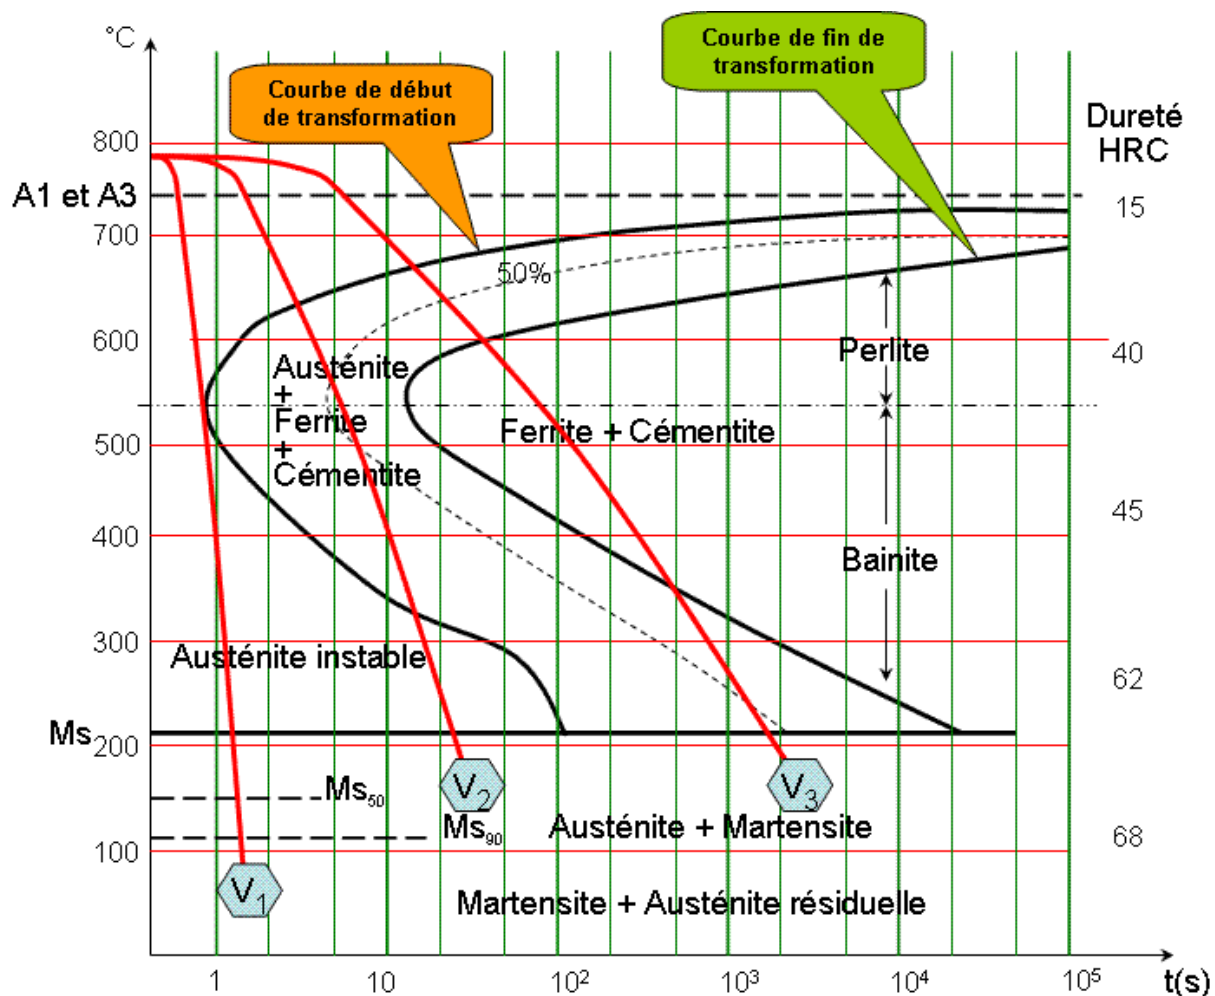 °C
Courbe de début
de transformation
Courbe de fin de
transformation
Dureté
HRC
800
A1 et A3
15
700
50%
600
Perlite
40
Austénite
+
Ferrite
+
Cémentite
Ferrite + Cémentite
500
45
400
Bainite
300
Austénite instable
62
Ms
200
Ms50
V2
V3
Ms90
Austénite + Martensite
68
100
V1
Martensite + Austénite résiduelle
1
10
10²
10³
10⁴
10⁵
t(s)